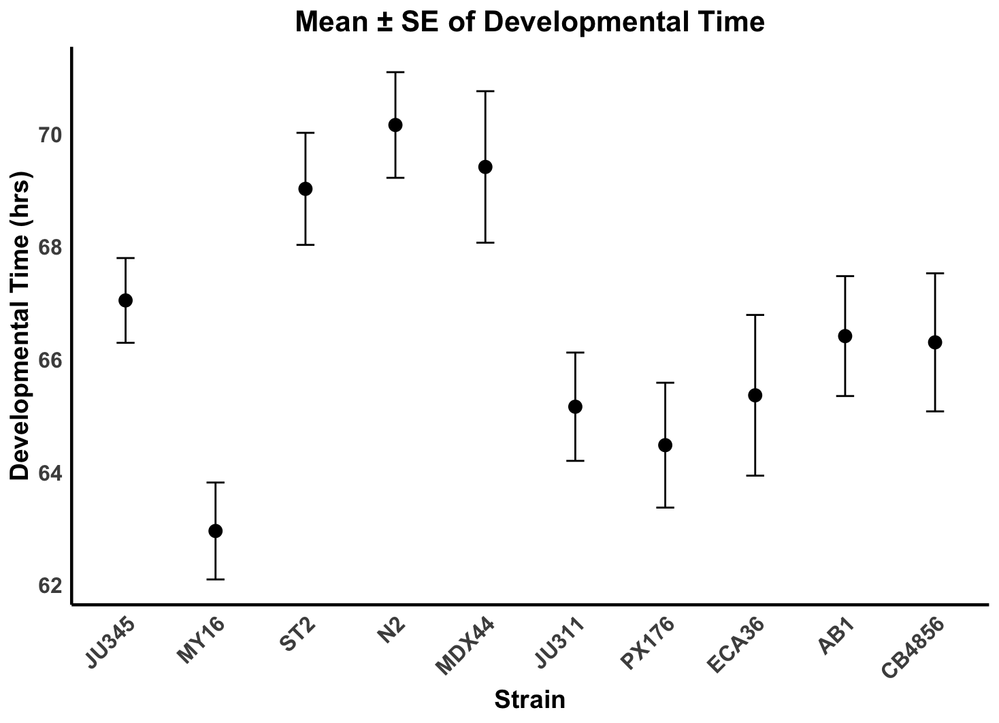 Mean ± SE of Developmental Time
Developmental Time (hrs)
70
68
66
64
62
JU345
MY16
ST2
N2
MDX44
JU311
PX176
ECA36
AB1
CB4856
Strain